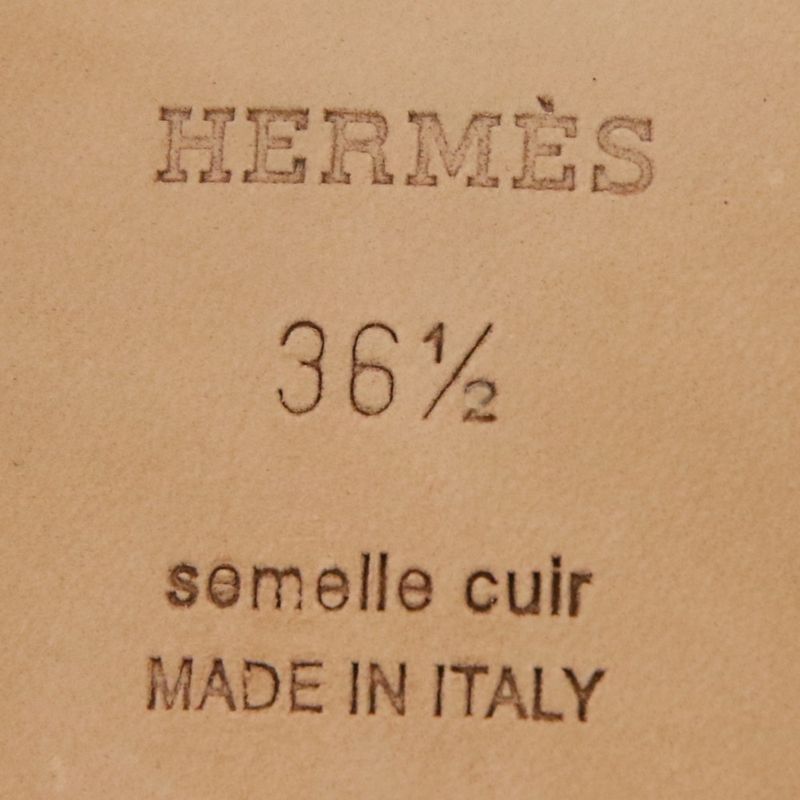 HERMÈS
36½
semelle cuir
MADE IN ITALY